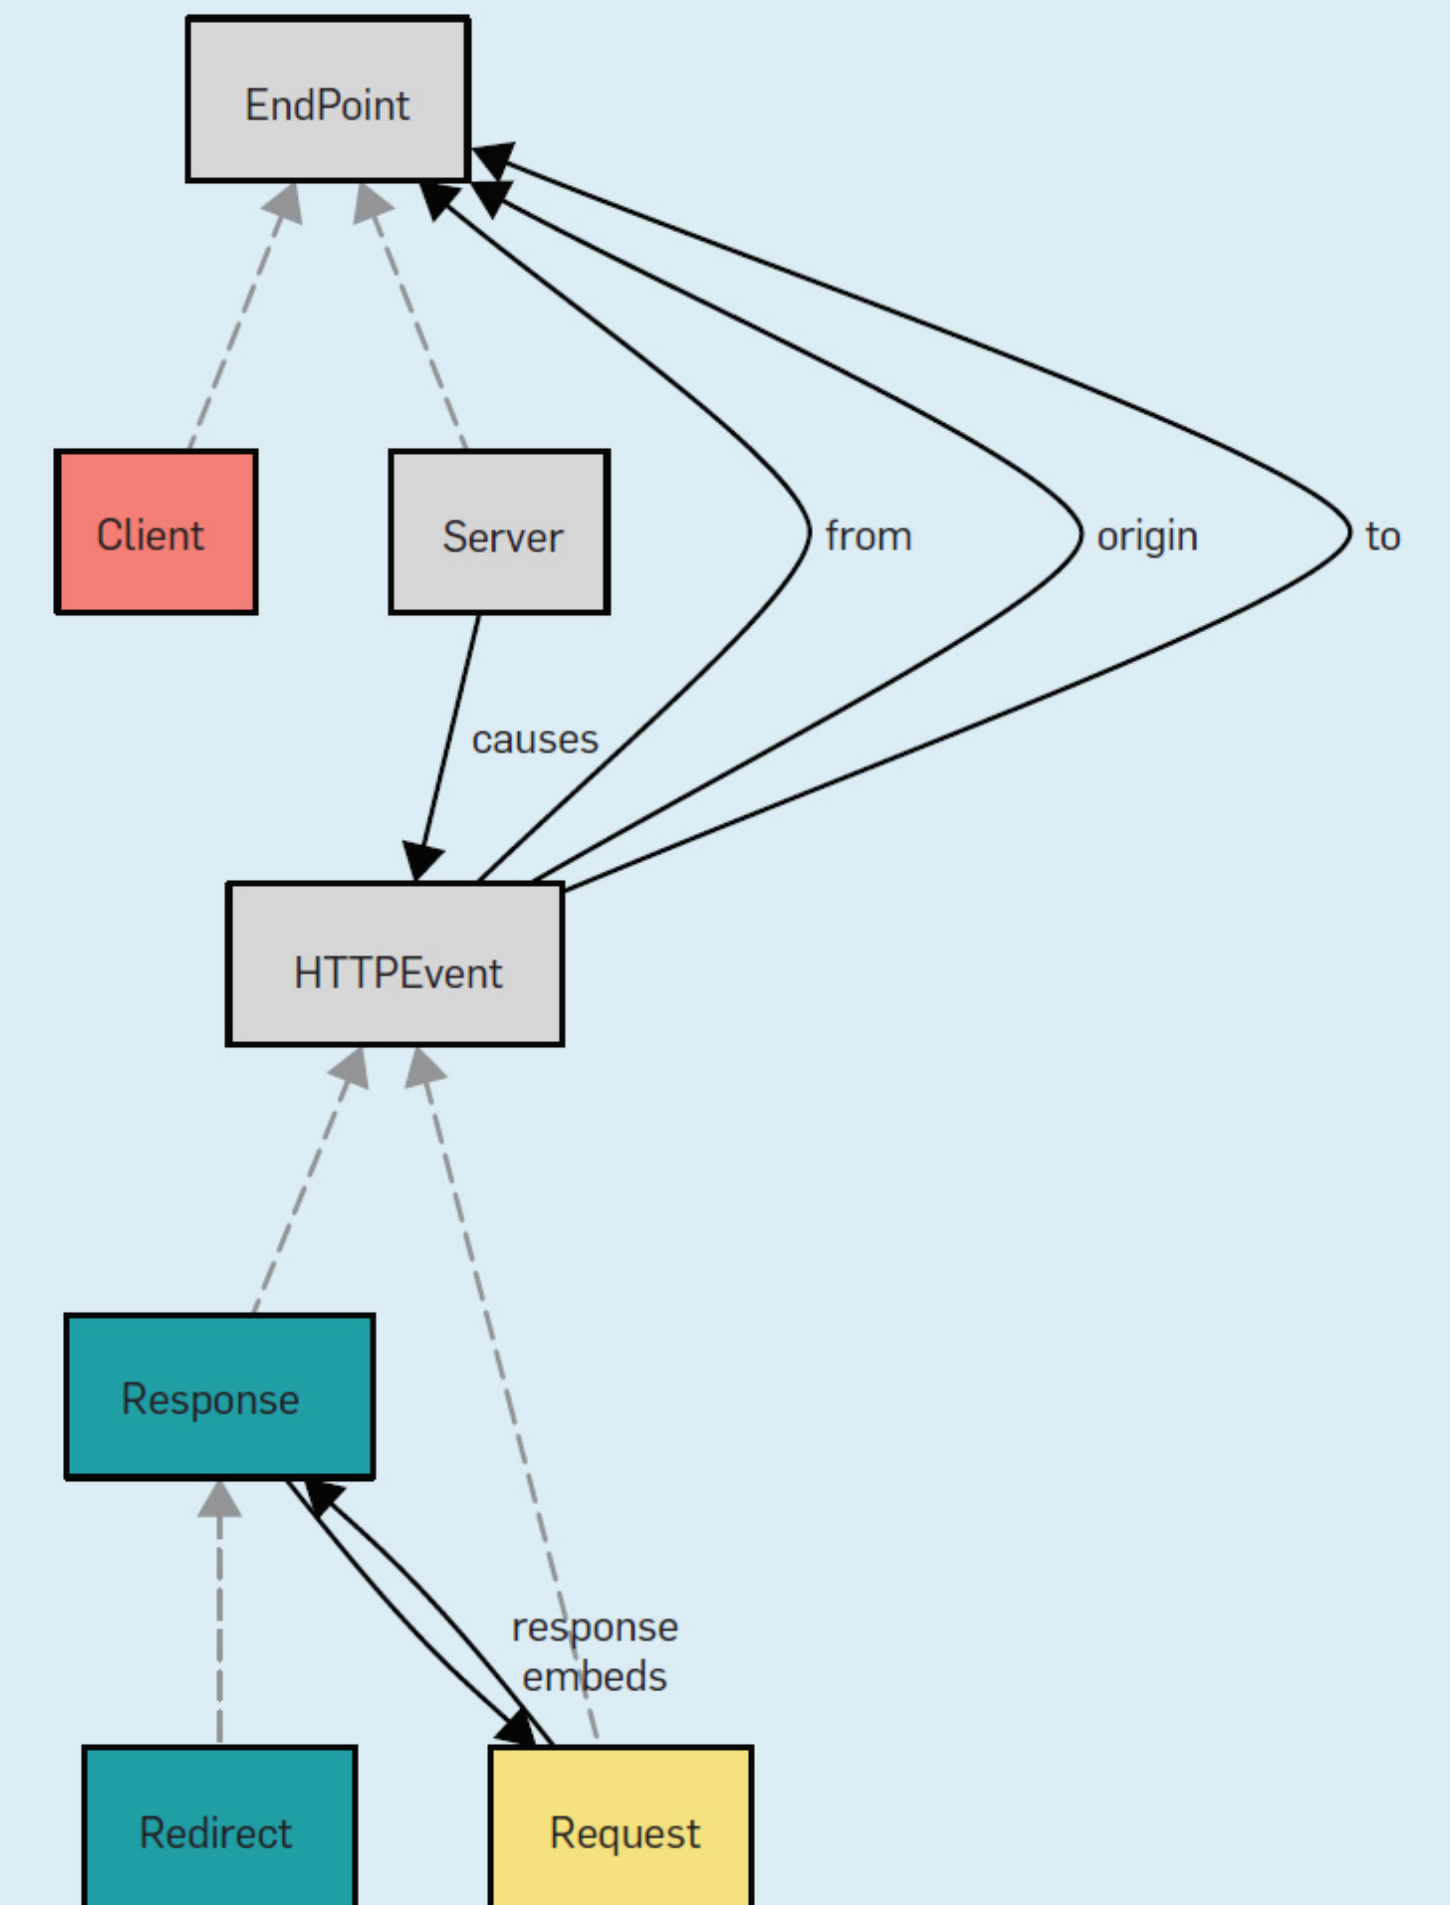 EndPoint
Client
Server
from
origin
to
causes
HTTPEvent
Response
response
embeds
Redirect
Request